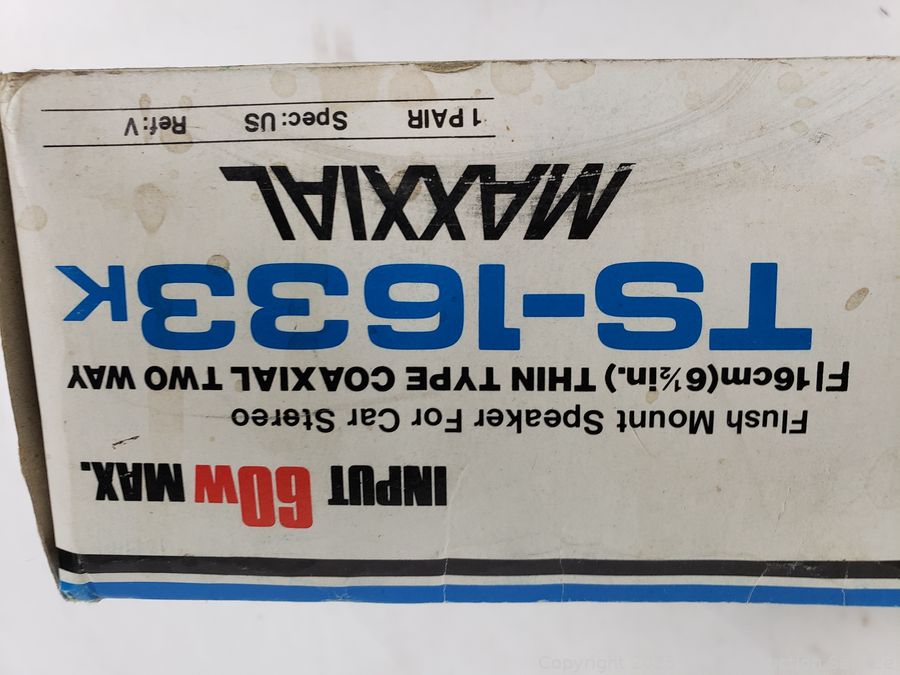 INPUT 60W MAX.
Flush Mount Speaker For Car Stereo
F|16cm(6½in.) THIN TYPE COAXIAL TWO WAY
TS-1633K
MAXXIAL
1 PAIR Spec:US Ref:V